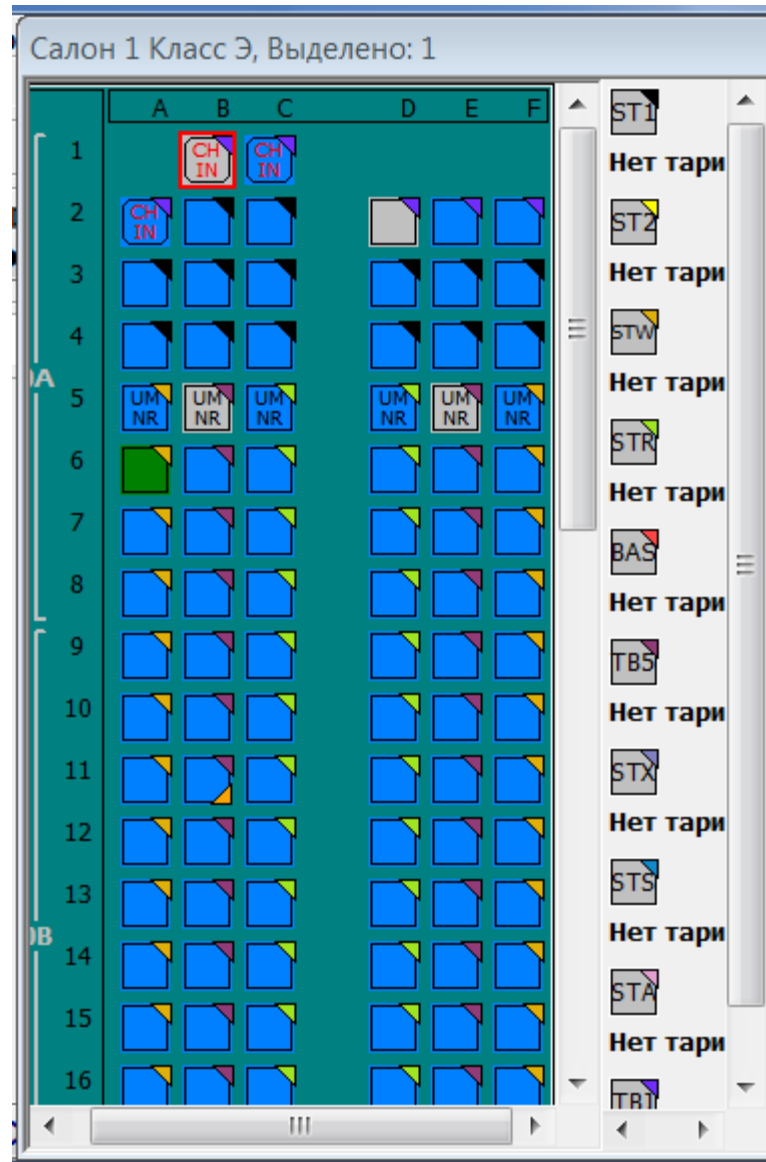 Салон 1 Класс Э, Выделено: 1
A B C D E F
1 CH IN CH IN
2 CH IN
3
4
0A
5 UM NR UM NR UM NR UM NR UM NR UM NR
6
7
8
9
10
11
12
13
0B
14
15
16
ST1
Нет тари
ST2
Нет тари
STW
Нет тари
STR
Нет тари
BAS
Нет тари
TB5
Нет тари
STX
Нет тари
STS
Нет тари
STA
Нет тари
TB1